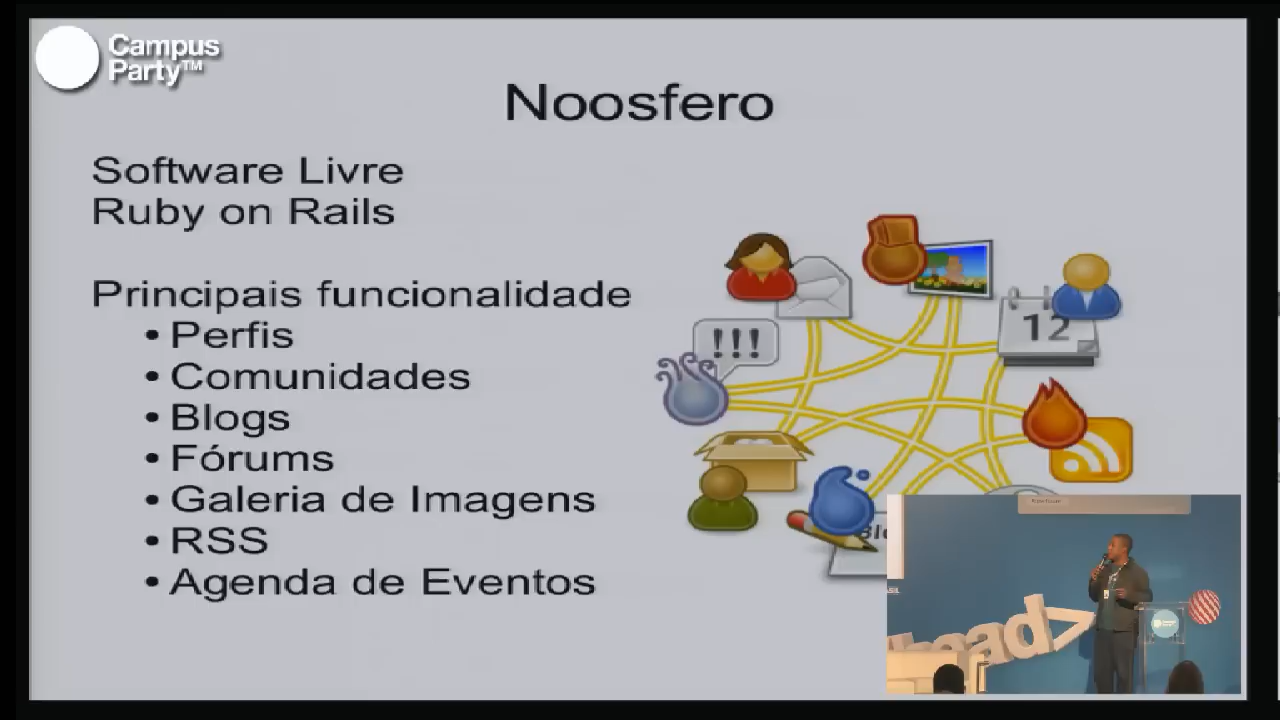 Campus
Party™
Noosfero
Software Livre
Ruby on Rails
Principais funcionalidade
• Perfis
• Comunidades
• Blogs
• Fórums
• Galeria de Imagens
• RSS
• Agenda de Eventos
!!!
12